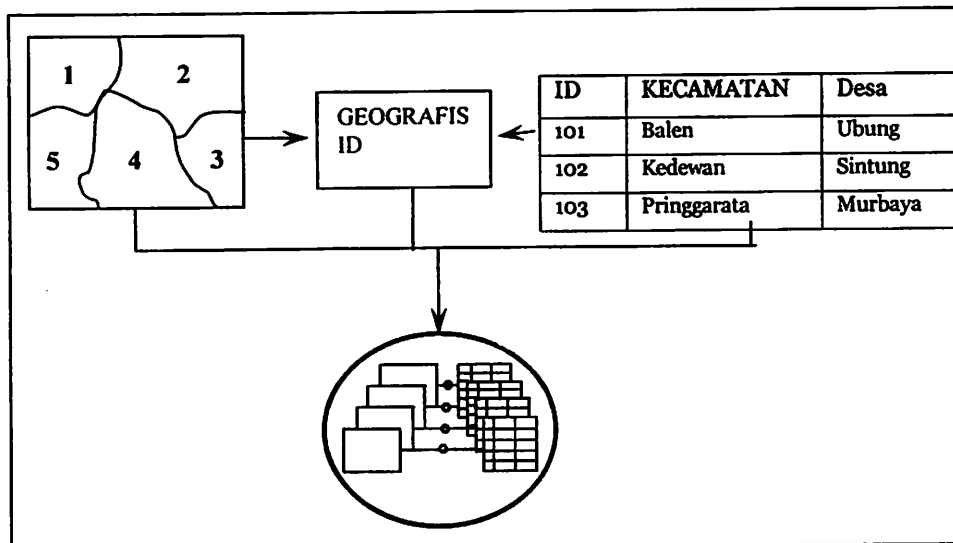 1 2
5 4 3
GEOGRAFIS
ID
ID KECAMATAN Desa
101 Balen Ubung
102 Kedewan Sintung
103 Pringgarata Murbaya